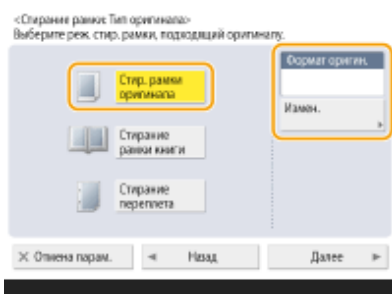 <Стирание рамки: Тип оригинала>
Выберите реж. стир. рамки, подходящий оригиналу.
Стир. рамки
оригинала
Формат оригин.
Измен.
Стирание
рамки книги
Стирание
переплета
Отмена парам.
Назад
Далее